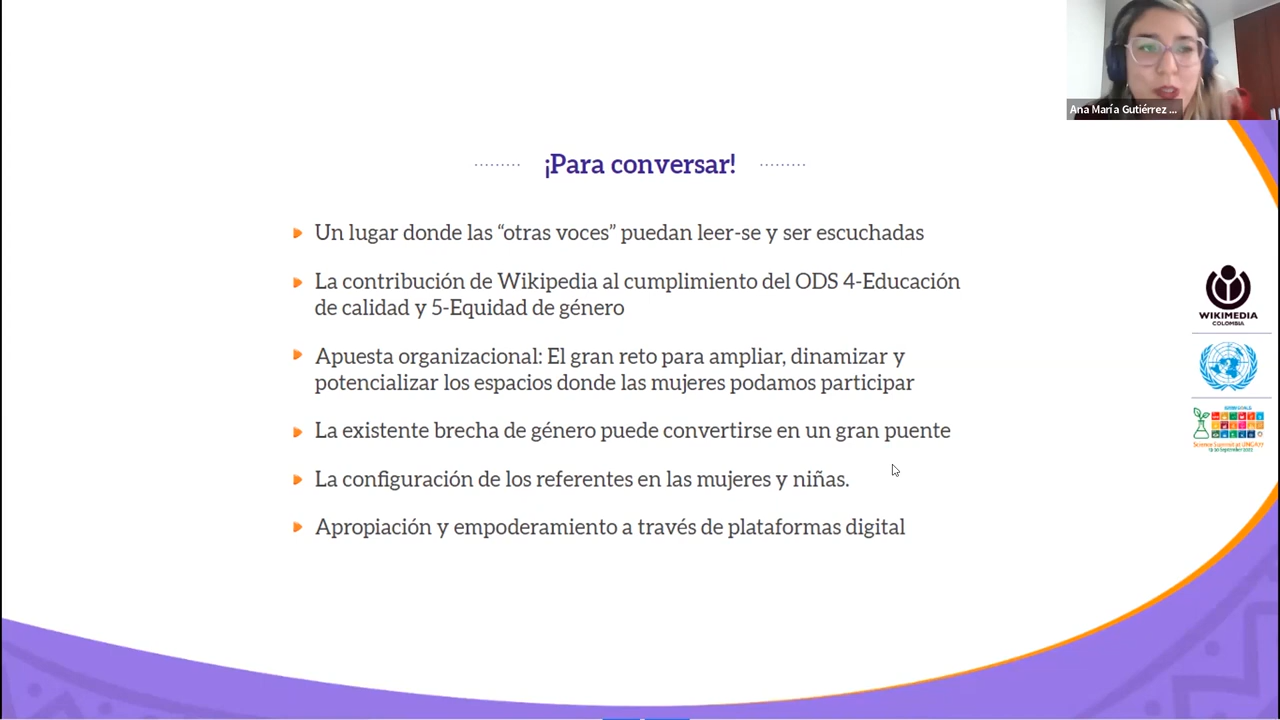 Ana María Gutiérrez ...
¡Para conversar!
Un lugar donde las “otras voces” puedan leer-se y ser escuchadas
La contribución de Wikipedia al cumplimiento del ODS 4-Educación
de calidad y 5-Equidad de género
Apuesta organizacional: El gran reto para ampliar, dinamizar y
potencializar los espacios donde las mujeres podamos participar
La existente brecha de género puede convertirse en un gran puente
La configuración de los referentes en las mujeres y niñas.
Apropiación y empoderamiento a través de plataformas digital
WIKIMEDIA
COLOMBIA
Science Summit at UNGA77